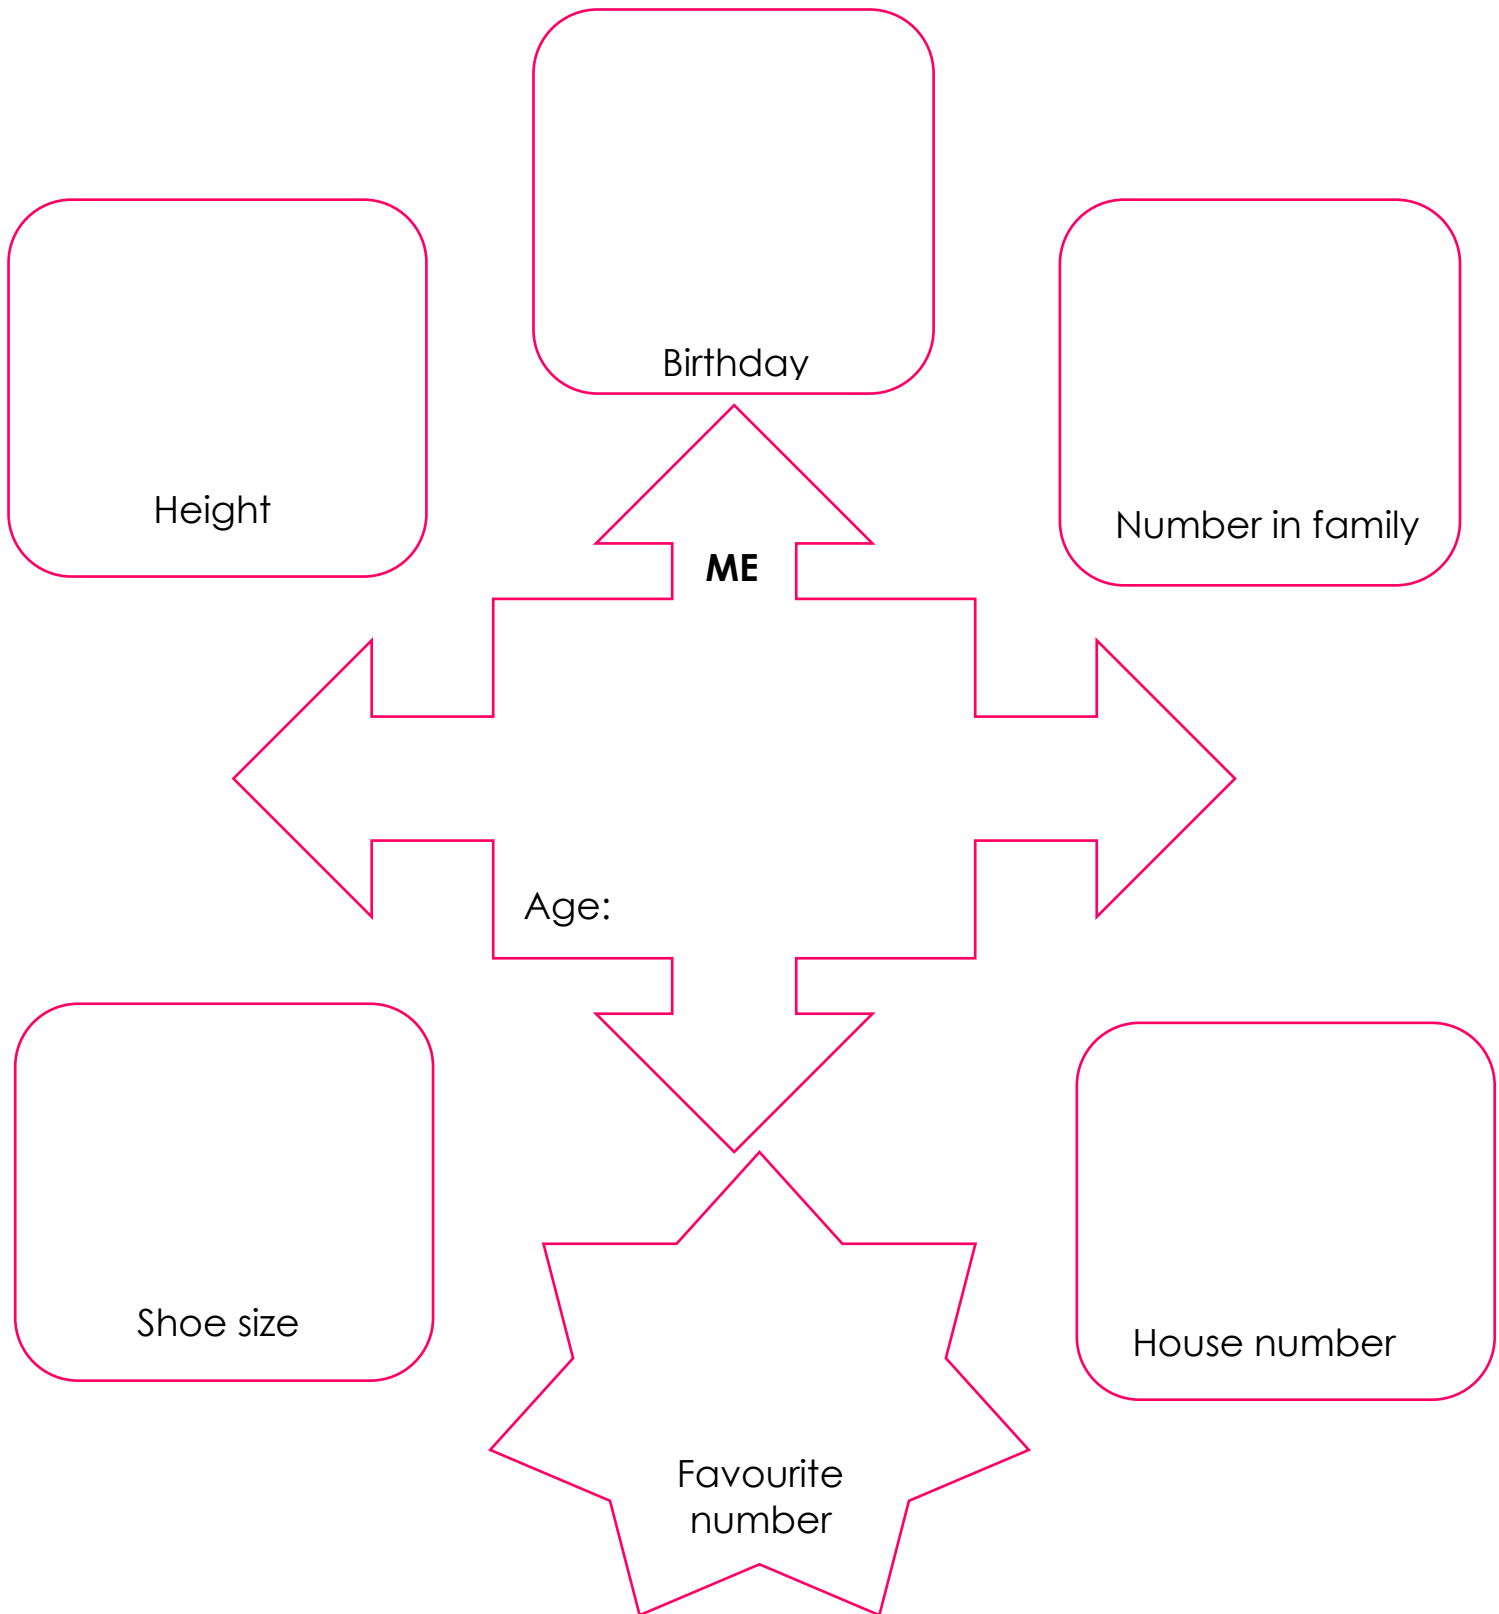 Birthday
Height
Number in family
ME
Age:
Shoe size
House number
Favourite
number